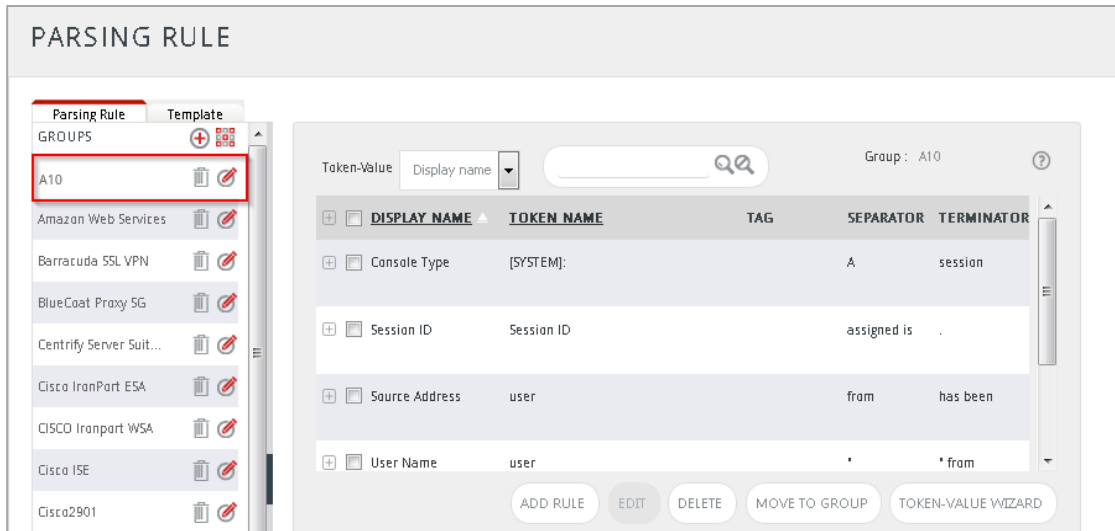 PARSING RULE
Parsing Rule Template
GROUPS
A10
Amazon Web Services
Barracuda SSL VPN
BlueCoat Proxy SG
Centrify Server Suit...
Cisco IronPort ESA
CISCO Ironport WSA
Cisco ISE
Cisco2901
Token-Value Display name Group : A10
DISPLAY NAME TOKEN NAME TAG SEPARATOR TERMINATOR
Console Type [SYSTEM]: A session
Session ID Session ID assigned is .
Source Address user from has been
User Name user " " from
ADD RULE EDIT DELETE MOVE TO GROUP TOKEN-VALUE WIZARD